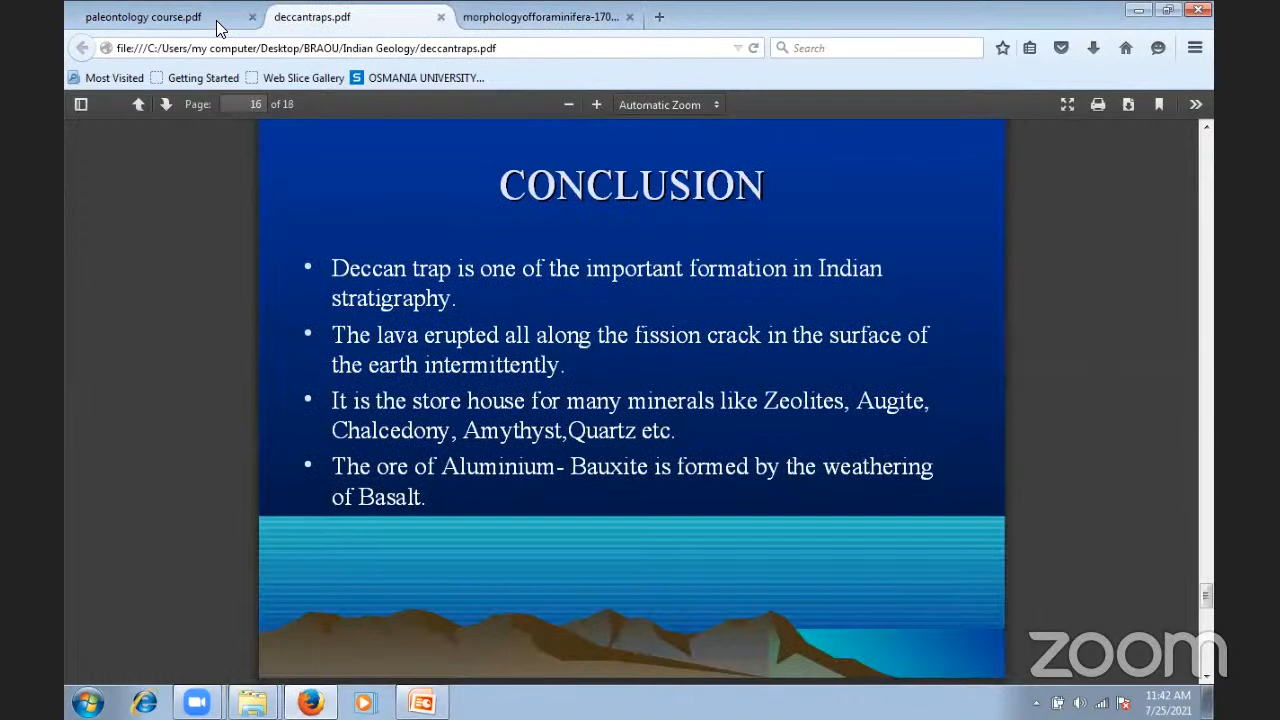 paleontology course.pdf
deccantraps.pdf
morphologyofforaminifera-170...
file:///C:/Users/my computer/Desktop/BRAOU/Indian Geology/deccantraps.pdf
Search
Most Visited
Getting Started
Web Slice Gallery
S OSMANIA UNIVERSITY...
Page: 16 of 18
Automatic Zoom
CONCLUSION
• Deccan trap is one of the important formation in Indian
stratigraphy.
• The lava erupted all along the fission crack in the surface of
the earth intermittently.
• It is the store house for many minerals like Zeolites, Augite,
Chalcedony, Amythyst,Quartz etc.
• The ore of Aluminium- Bauxite is formed by the weathering
of Basalt.
zoom
11:42 AM
7/25/2021